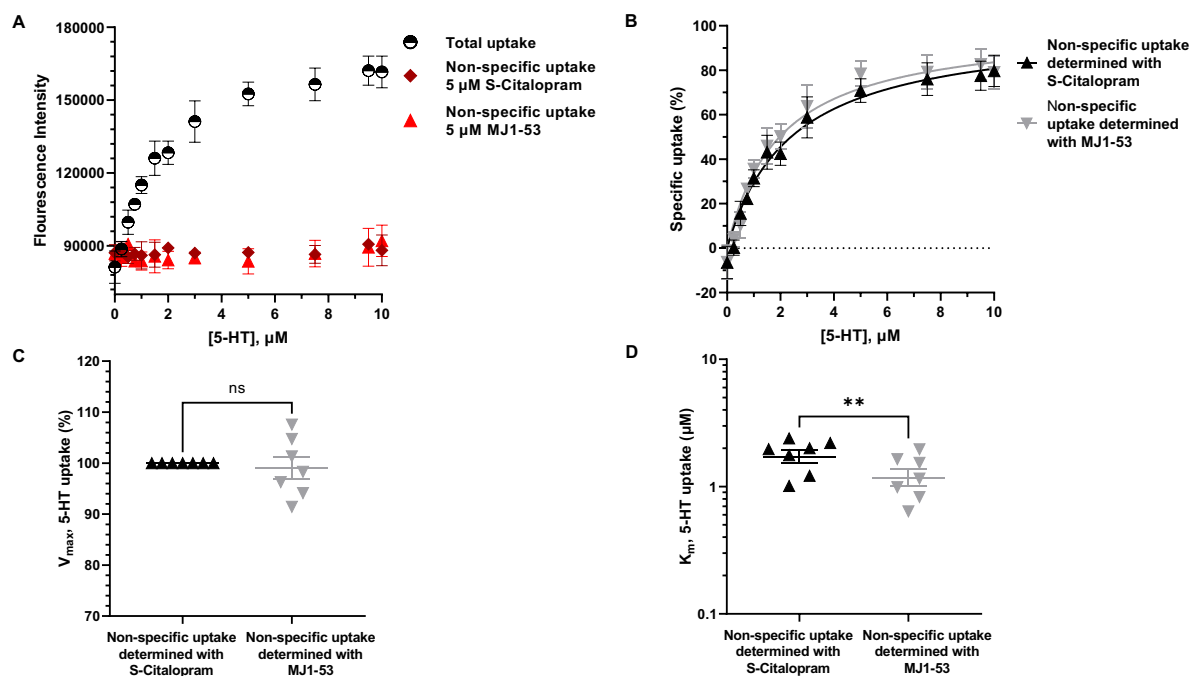 A
180000
150000
120000
90000
Flourescence Intensity
0
2
4
6
8
10
[5-HT], µM
Total uptake
Non-specific uptake
5 µM S-Citalopram
Non-specific uptake
5 µM MJ1-53
B
100
80
60
40
20
0
-20
Specific uptake (%)
0
2
4
6
8
10
[5-HT], µM
Non-specific uptake
determined with
S-Citalopram
Non-specific
uptake determined
with MJ1-53
C
120
110
100
90
80
70
Vmax, 5-HT uptake (%)
ns
Non-specific uptake
determined with
S-Citalopram
Non-specific uptake
determined with
MJ1-53
D
10
1
0.1
Km, 5-HT uptake (µM)
**
Non-specific uptake
determined with
S-Citalopram
Non-specific uptake
determined with
MJ1-53